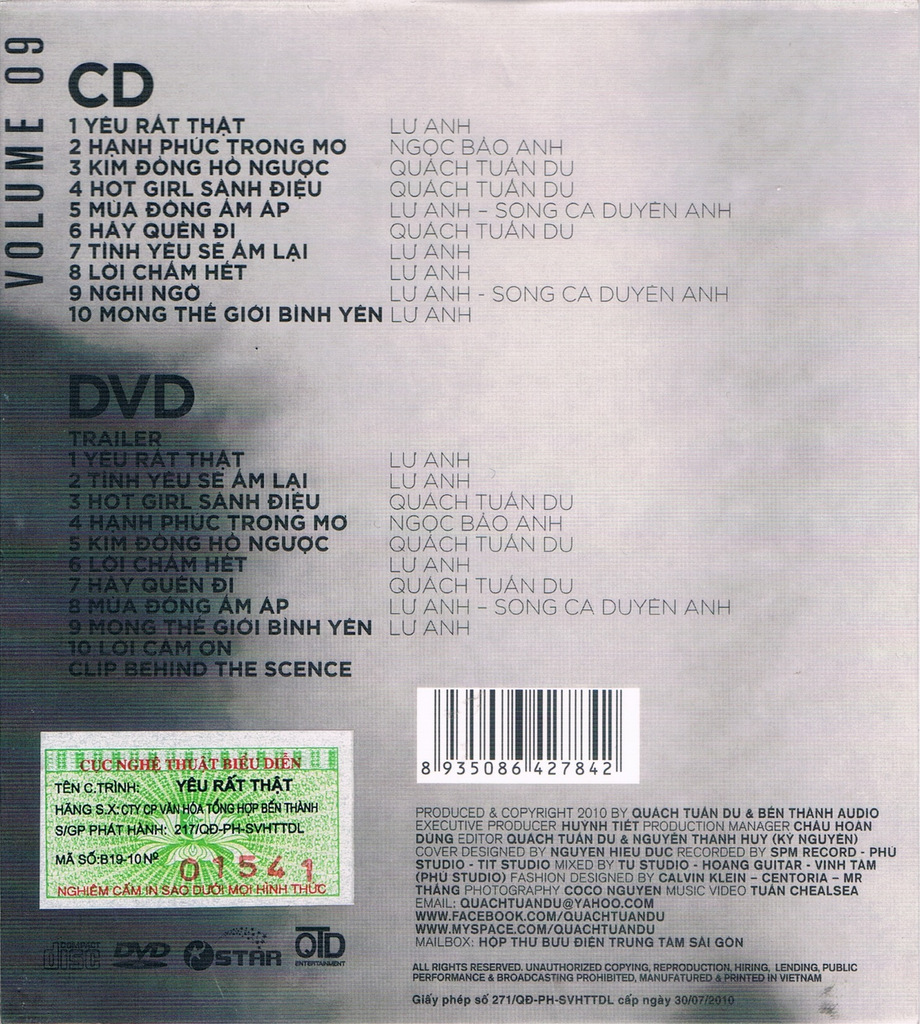 VOLUME 09
CD
1 YÊU RẤT THẬT LƯ ANH
2 HẠNH PHÚC TRONG MƠ NGỌC BẢO ANH
3 KIM ĐỒNG HỒ NGƯỢC QUÁCH TUẤN DU
4 HOT GIRL SÀNH ĐIỆU QUÁCH TUẤN DU
5 MÙA ĐÔNG ẤM ÁP LƯ ANH – SONG CA DUYÊN ANH
6 HÃY QUÊN ĐI QUÁCH TUẤN DU
7 TÌNH YÊU SẼ ẤM LẠI LƯ ANH
8 LỜI CHẤM HẾT LƯ ANH
9 NGHI NGỜ LƯ ANH - SONG CA DUYÊN ANH
10 MONG THẾ GIỚI BÌNH YÊN LƯ ANH
DVD
TRAILER
1 YÊU RẤT THẬT LƯ ANH
2 TÌNH YÊU SẼ ẤM LẠI LƯ ANH
3 HOT GIRL SÀNH ĐIỆU QUÁCH TUẤN DU
4 HẠNH PHÚC TRONG MƠ NGỌC BẢO ANH
5 KIM ĐỒNG HỒ NGƯỢC QUÁCH TUẤN DU
6 LỜI CHẤM HẾT LƯ ANH
7 HÃY QUÊN ĐI QUÁCH TUẤN DU
8 MÙA ĐÔNG ẤM ÁP LƯ ANH – SONG CA DUYÊN ANH
9 MONG THẾ GIỚI BÌNH YÊN LƯ ANH
10 LỜI CẢM ƠN
CLIP BEHIND THE SCENCE
8 935086 427842
CỤC NGHỆ THUẬT BIỂU DIỄN
TÊN C.TRÌNH: YÊU RẤT THẬT
HÃNG S.X: CTY CP VĂN HÓA TỔNG HỢP BẾN THÀNH
S/GP PHÁT HÀNH: 217/QĐ-PH-SVHTTDL
MÃ SỐ:B19-10Nº 01541
NGHIÊM CẤM IN SAO DƯỚI MỌI HÌNH THỨC
PRODUCED & COPYRIGHT 2010 BY QUÁCH TUẤN DU & BẾN THÀNH AUDIO
EXECUTIVE PRODUCER HUỲNH TIẾT PRODUCTION MANAGER CHÂU HOÀN
DŨNG EDITOR QUÁCH TUẤN DU & NGUYỄN THANH HUY (KỶ NGUYÊN)
COVER DESIGNED BY NGUYEN HIEU DUC RECORDED BY SPM RECORD - PHÚ
STUDIO - TIT STUDIO MIXED BY TÚ STUDIO - HOÀNG GUITAR - VĨNH TÂM
(PHÚ STUDIO) FASHION DESIGNED BY CALVIN KLEIN – CENTORIA – MR
THẮNG PHOTOGRAPHY COCO NGUYEN MUSIC VIDEO TUẤN CHEALSEA
EMAIL: QUACHTUANDU@YAHOO.COM
WWW.FACEBOOK.COM/QUACHTUANDU
WWW.MYSPACE.COM/QUACHTUANDU
MAILBOX: HỘP THƯ BƯU ĐIỆN TRUNG TÂM SÀI GÒN
COMPACT disc DVD STAR QTD ENTERTAINMENT
ALL RIGHTS RESERVED. UNAUTHORIZED COPYING, REPRODUCTION, HIRING, LENDING, PUBLIC
PERFORMANCE & BROADCASTING PROHIBITED, MANUFATURED & PRINTED IN VIETNAM
Giấy phép số 271/QĐ-PH-SVHTTDL cấp ngày 30/07/2010